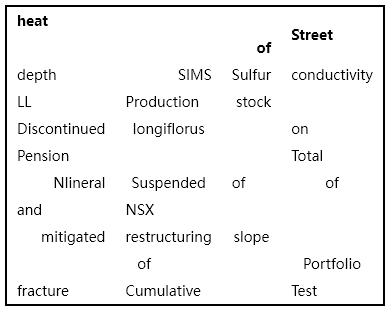 heat
Street
of
depth SIMS Sulfur conductivity
LL Production stock
Discontinued longiflorus on
Pension Total
Nlineral Suspended of of
and NSX
mitigated restructuring slope
of Portfolio
fracture Cumulative Test